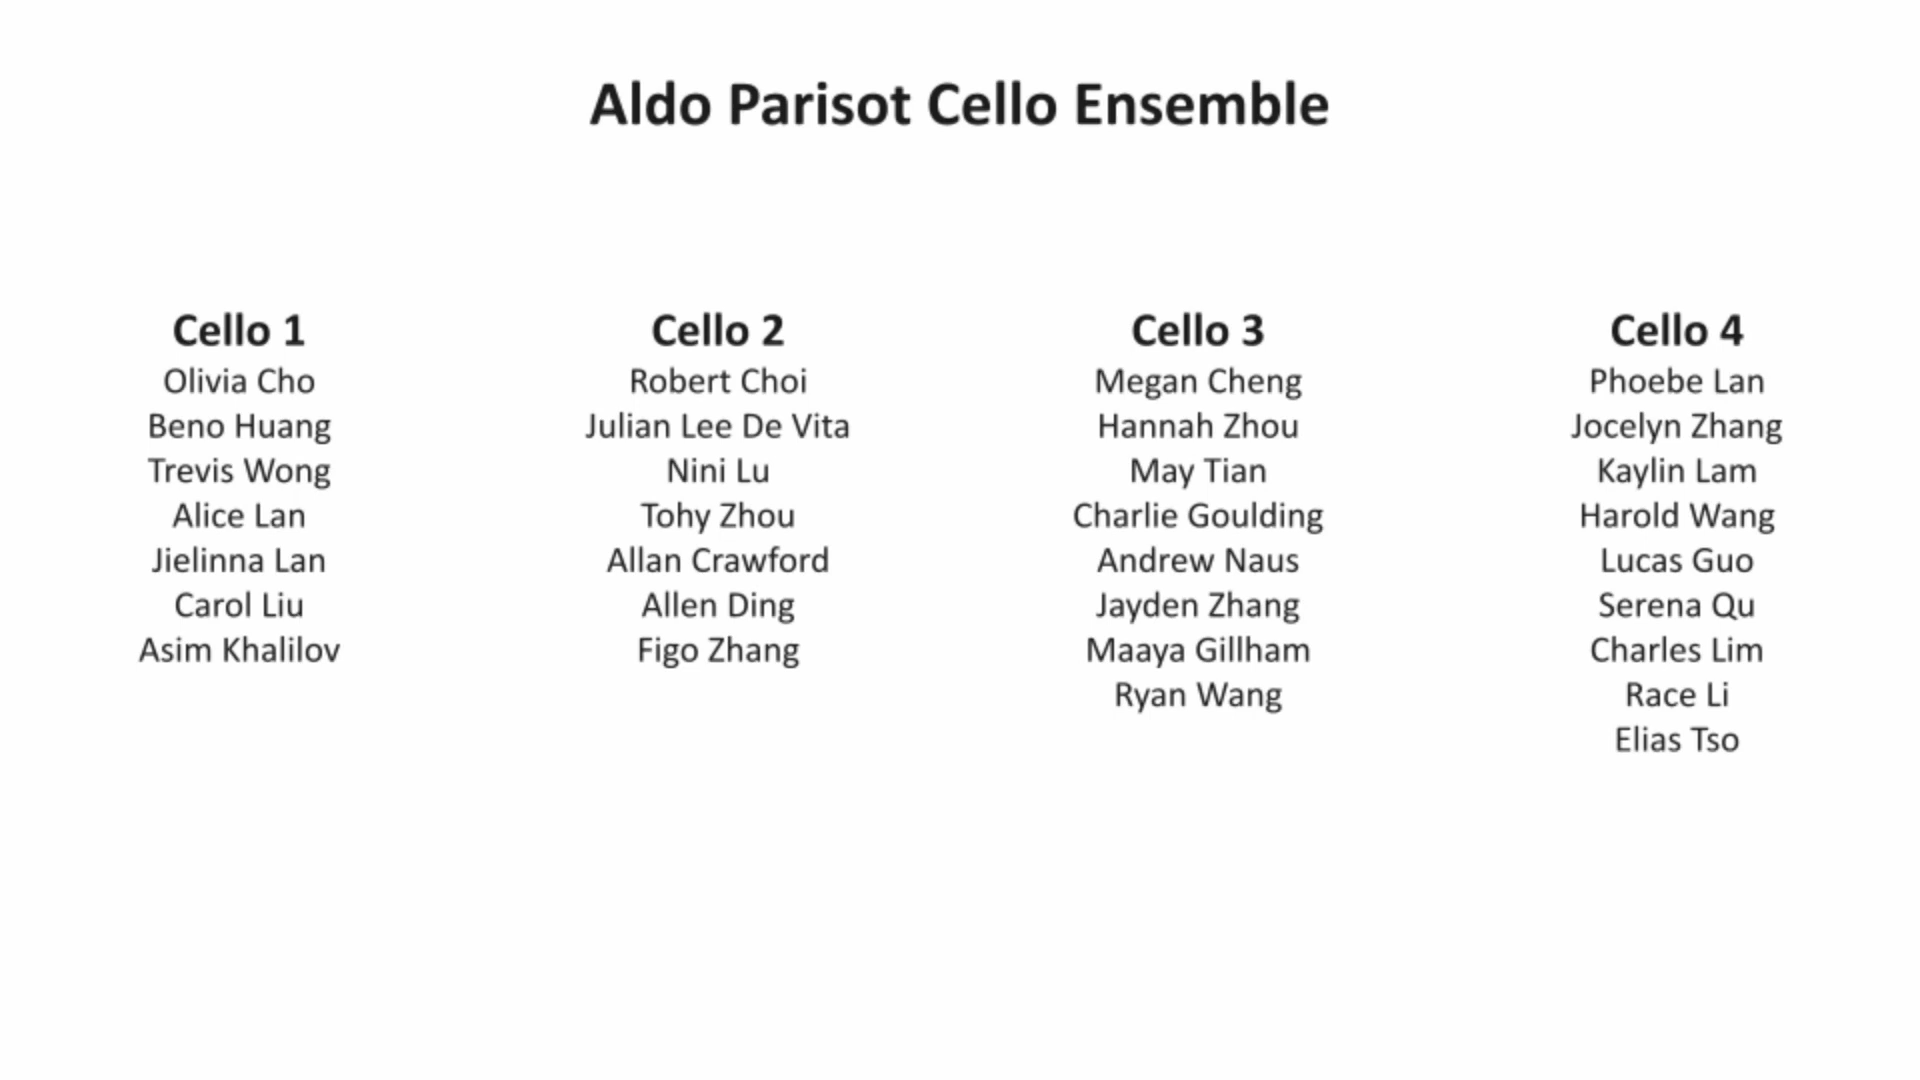 Aldo Parisot Cello Ensemble
Cello 1
Olivia Cho
Beno Huang
Trevis Wong
Alice Lan
Jielinna Lan
Carol Liu
Asim Khalilov
Cello 2
Robert Choi
Julian Lee De Vita
Nini Lu
Tohy Zhou
Allan Crawford
Allen Ding
Figo Zhang
Cello 3
Megan Cheng
Hannah Zhou
May Tian
Charlie Goulding
Andrew Naus
Jayden Zhang
Maaya Gillham
Ryan Wang
Cello 4
Phoebe Lan
Jocelyn Zhang
Kaylin Lam
Harold Wang
Lucas Guo
Serena Qu
Charles Lim
Race Li
Elias Tso